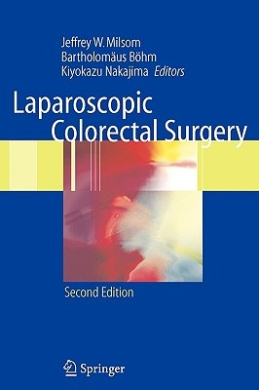 Jeffrey W. Milsom
Bartholomäus Böhm
Kiyokazu Nakajima Editors
Laparoscopic
Colorectal Surgery
Second Edition
Springer